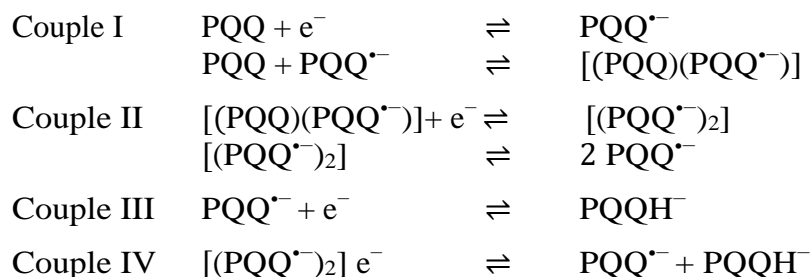 Couple I PQQ + e⁻ ⇌ PQQ•⁻
PQQ + PQQ•⁻ ⇌ [(PQQ)(PQQ•⁻)]
Couple II [(PQQ)(PQQ•⁻)]+ e⁻ ⇌ [(PQQ•⁻)₂]
[(PQQ•⁻)₂] ⇌ 2 PQQ•⁻
Couple III PQQ•⁻ + e⁻ ⇌ PQQH⁻
Couple IV [(PQQ•⁻)₂] e⁻ ⇌ PQQ•⁻ + PQQH⁻